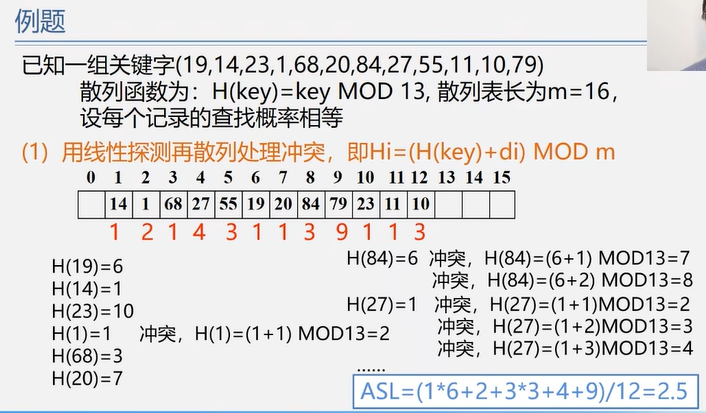 例题
已知一组关键字(19,14,23,1,68,20,84,27,55,11,10,79)
散列函数为：H(key)=key MOD 13, 散列表长为m=16，
设每个记录的查找概率相等
(1) 用线性探测再散列处理冲突，即Hi=(H(key)+di) MOD m
0 1 2 3 4 5 6 7 8 9 10 11 12 13 14 15
14 1 68 27 55 19 20 84 79 23 11 10
1 2 1 4 3 1 1 3 9 1 1 3
H(19)=6
H(14)=1
H(23)=10
H(1)=1 冲突，H(1)=(1+1) MOD13=2
H(68)=3
H(20)=7
H(84)=6 冲突，H(84)=(6+1) MOD13=7
冲突，H(84)=(6+2) MOD13=8
H(27)=1 冲突，H(27)=(1+1)MOD13=2
冲突，H(27)=(1+2)MOD13=3
冲突，H(27)=(1+3)MOD13=4
......
ASL=(1*6+2+3*3+4+9)/12=2.5